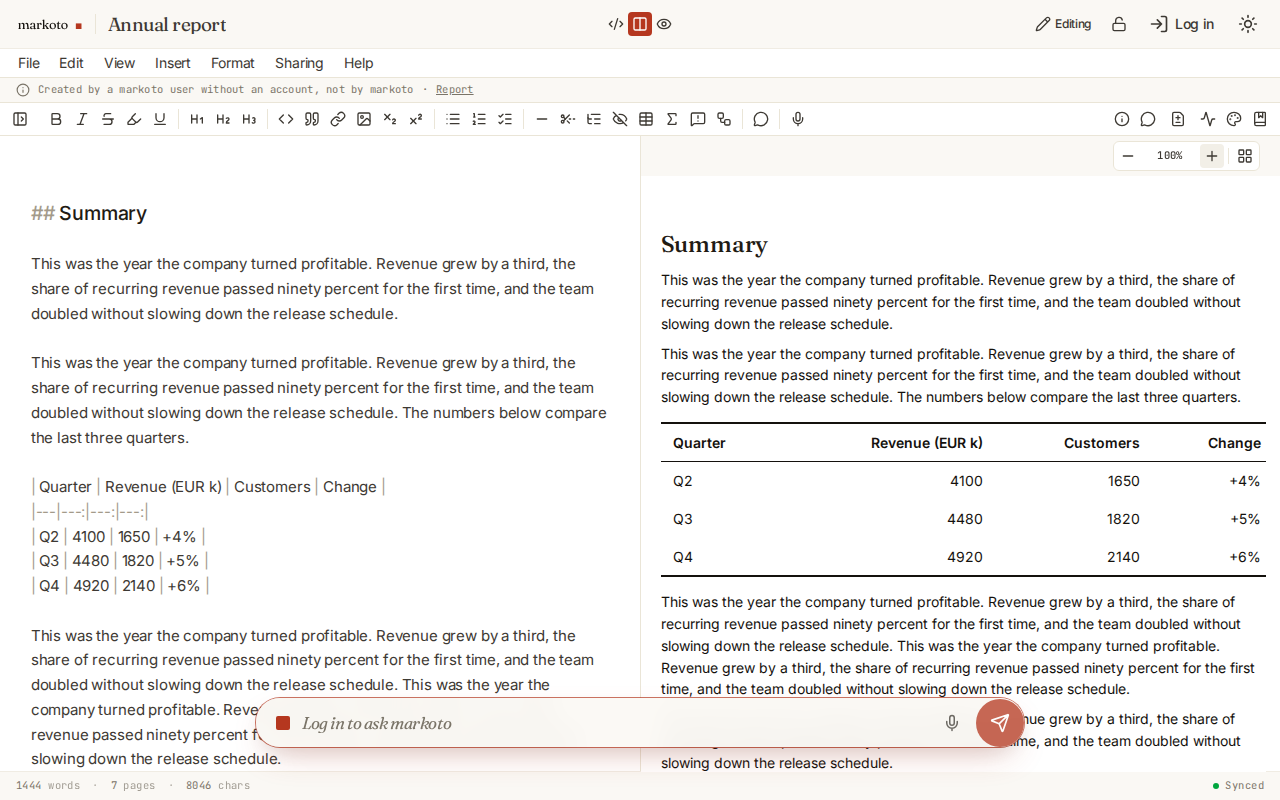 markoto
Annual report
Editing
Log in
File Edit View Insert Format Sharing Help
Created by a markoto user without an account, not by markoto · Report
H1 H2 H3
100%
## Summary
This was the year the company turned profitable. Revenue grew by a third, the
share of recurring revenue passed ninety percent for the first time, and the team
doubled without slowing down the release schedule.
This was the year the company turned profitable. Revenue grew by a third, the
share of recurring revenue passed ninety percent for the first time, and the team
doubled without slowing down the release schedule. The numbers below compare
the last three quarters.
| Quarter | Revenue (EUR k) | Customers | Change |
|---|---:|---:|---:|
| Q2 | 4100 | 1650 | +4% |
| Q3 | 4480 | 1820 | +5% |
| Q4 | 4920 | 2140 | +6% |
This was the year the company turned profitable. Revenue grew by a third, the
share of recurring revenue passed ninety percent for the first time, and the team
doubled without slowing down the release schedule. This was the year the
company turned profitable.
revenue passed ninety percent
slowing down the release schedule.
Summary
This was the year the company turned profitable. Revenue grew by a third, the share of
recurring revenue passed ninety percent for the first time, and the team doubled without
slowing down the release schedule.
This was the year the company turned profitable. Revenue grew by a third, the share of
recurring revenue passed ninety percent for the first time, and the team doubled without
slowing down the release schedule. The numbers below compare the last three quarters.
Quarter Revenue (EUR k) Customers Change
Q2 4100 1650 +4%
Q3 4480 1820 +5%
Q4 4920 2140 +6%
This was the year the company turned profitable. Revenue grew by a third, the share of
recurring revenue passed ninety percent for the first time, and the team doubled without
slowing down the release schedule. This was the year the company turned profitable.
Revenue grew by a third, the share of recurring revenue passed ninety percent for the first
time, and the team doubled without slowing down the release schedule.
grew by a third, the share of
and the team doubled without
slowing down the release schedule.
Log in to ask markoto
1444 words · 7 pages · 8046 chars
Synced